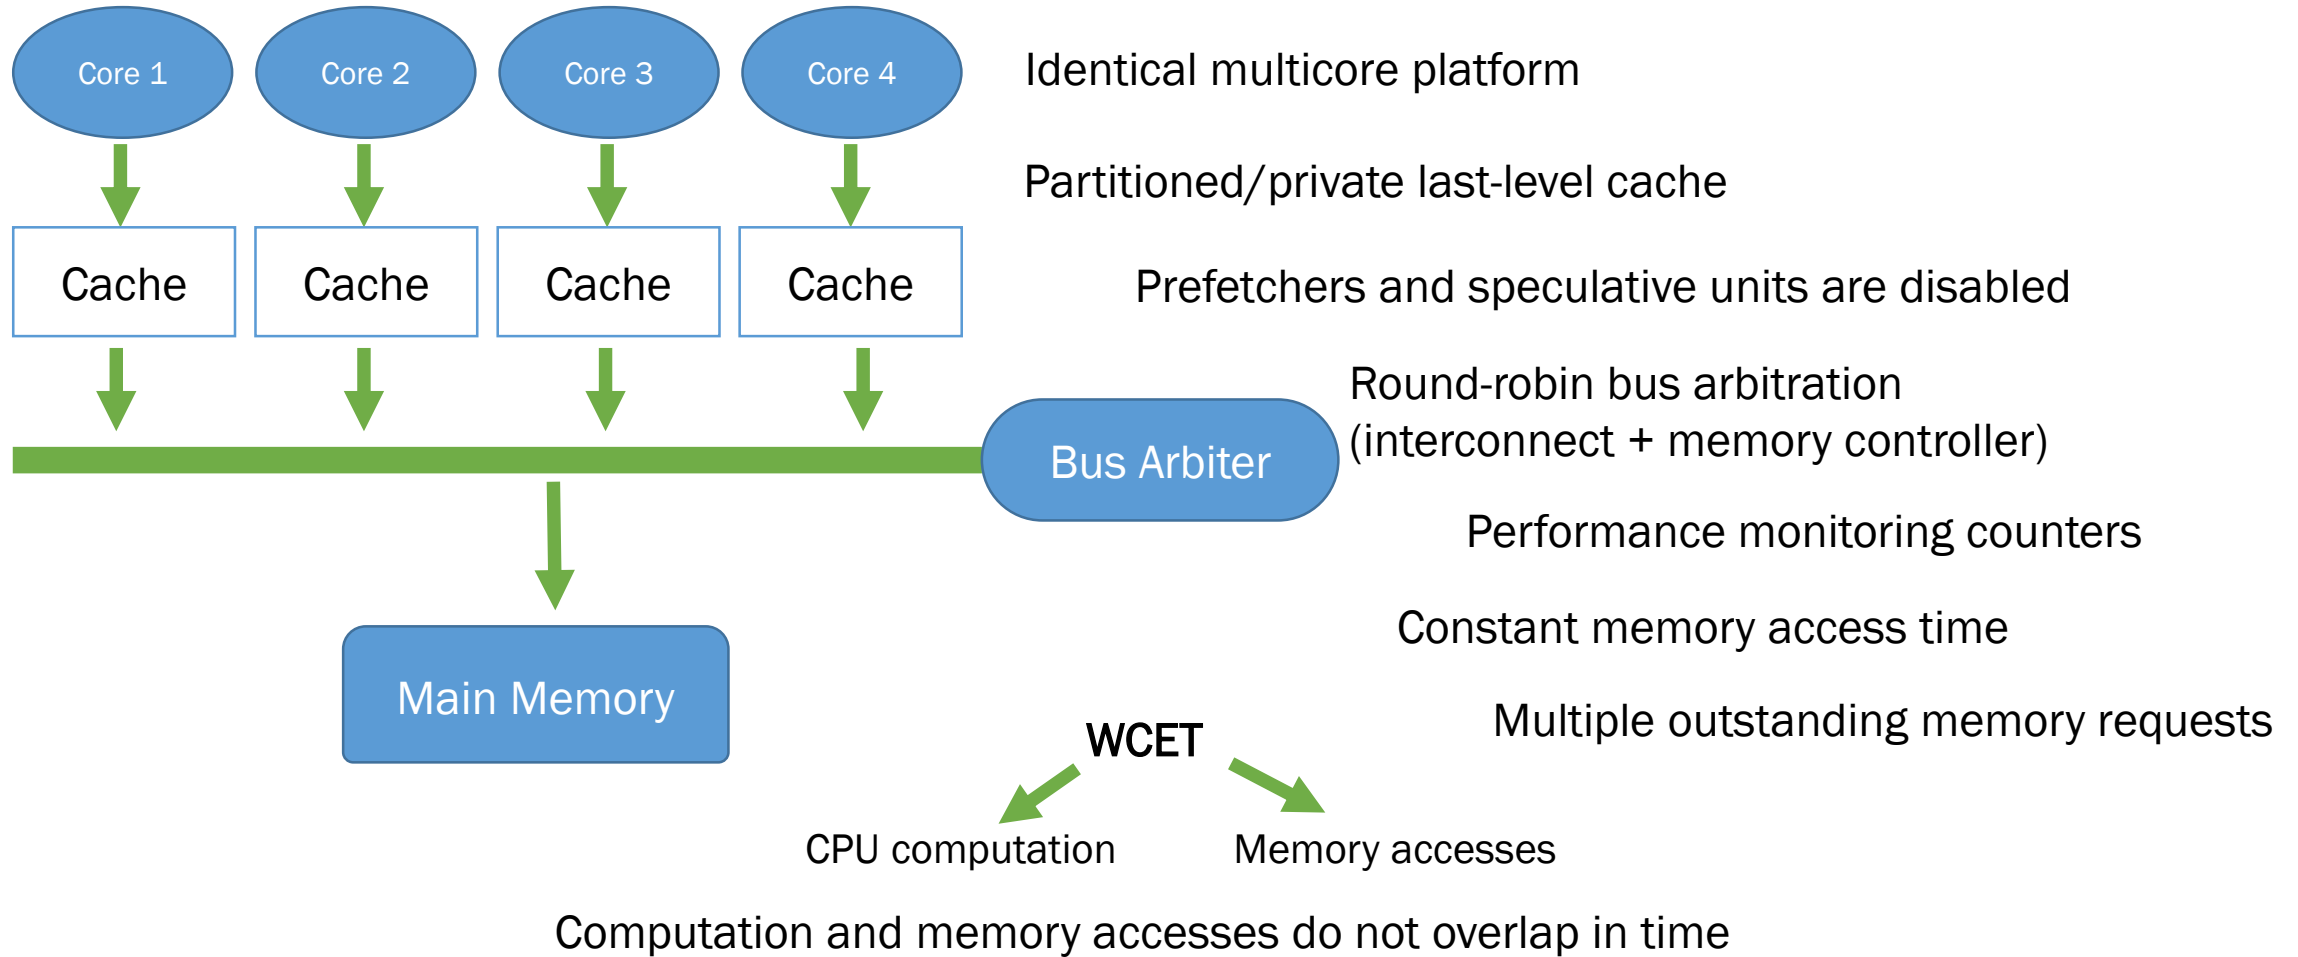 Core 1
Core 2
Core 3
Core 4
Identical multicore platform
Partitioned/private last-level cache
Cache
Cache
Cache
Cache
Prefetchers and speculative units are disabled
Round-robin bus arbitration
(interconnect + memory controller)
Bus Arbiter
Performance monitoring counters
Constant memory access time
Main Memory
Multiple outstanding memory requests
WCET
CPU computation
Memory accesses
Computation and memory accesses do not overlap in time